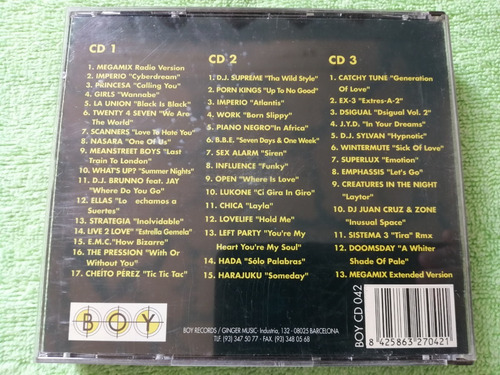 CD 1
1. MEGAMIX Radio Version
2. IMPERIO "Cyberdream"
3. PRINCESA "Calling You"
4. GIRLS "Wannabe"
5. LA UNION "Black Is Black"
6. TWENTY 4 SEVEN "We Are
The World"
7. SCANNERS "Love To Hate You"
8. NASARA "One Of Us"
9. MEANSTREET BOYS "Last
Train To London"
10. WHAT'S UP? "Summer Nights"
11. D.J. BRUNNO feat. JAY
"Where Do You Go"
12. ELLAS "Lo echamos a
Suertes"
13. STRATEGIA "Inolvidable"
14. LIVE 2 LOVE" "Estrella Gemela"
15. E.M.C. "How Bizarre"
16. THE PRESSION "With Or
Without You"
17. CHEÍTO PÉREZ "Tic Tic Tac"
CD 2
1. D.J. SUPREME "Tha Wild Style"
2. PORN KINGS "Up To No Good"
3. IMPERIO "Atlantis"
4. WORK "Born Slippy"
5. PIANO NEGRO"In Africa"
6. B.B.E. "Seven Days & One Week"
7. SEX ALARM "Siren"
8. INFLUENCE "Funky"
9. OPEN "Where Is Love"
10. LUKONE "Ci Gira In Giro"
11. CHICA "Layla"
12. LOVELIFE "Hold Me"
13. LEFT PARTY "You're My
Heart You're My Soul"
14. HADA "Sólo Palabras"
15. HARAJUKU "Someday"
CD 3
1. CATCHY TUNE "Generation
Of Love"
2. EX-3 "Extres-A-2"
3. DSIGUAL "Dsigual Vol. 2"
4. J.Y.D. "In Your Dreams"
5. D.J. SYLVAN "Hypnotic"
6. WINTERMUTE "Sick Of Love"
7. SUPERLUX "Emotion"
8. EMPHASSIS "Let's Go"
9. CREATURES IN THE NIGHT
"Laytor"
10. DJ JUAN CRUZ & ZONE
"Inusual Space"
11. SISTEMA 3 "Tira" Rmx
12. DOOMSDAY "A Whiter
Shade Of Pale"
13. MEGAMIX Extended Version
BOY
BOY RECORDS / GINGER MUSIC· Industria, 132 - 08025 BARCELONA
TLF. (93) 347 50 77 - FAX. (93) 348 05 68
BOY CD 042
8 425863 270421